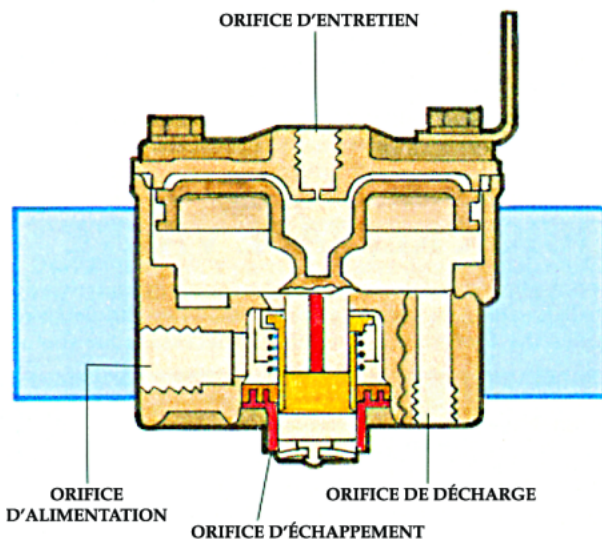 ORIFICE D'ENTRETIEN
ORIFICE
D'ALIMENTATION
ORIFICE DE DÉCHARGE
ORIFICE D'ÉCHAPPEMENT